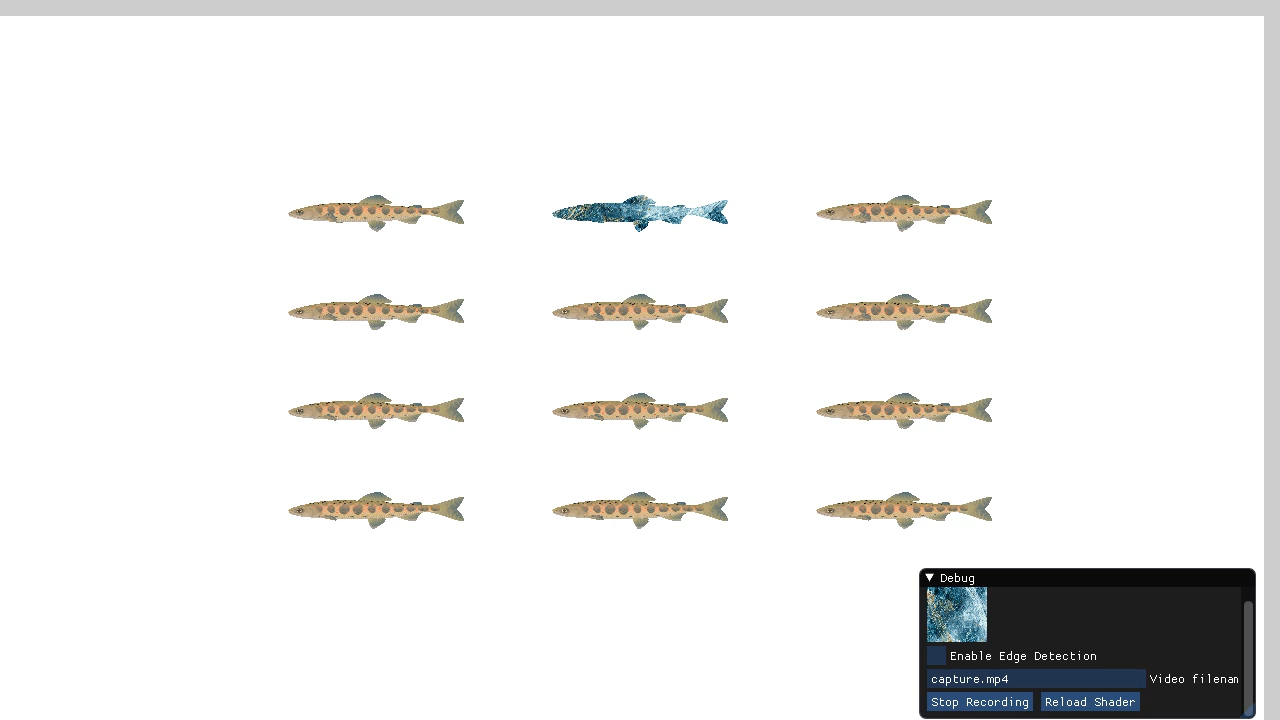 Debug
Enable Edge Detection
capture.mp4 Video filenam
Stop Recording Reload Shader